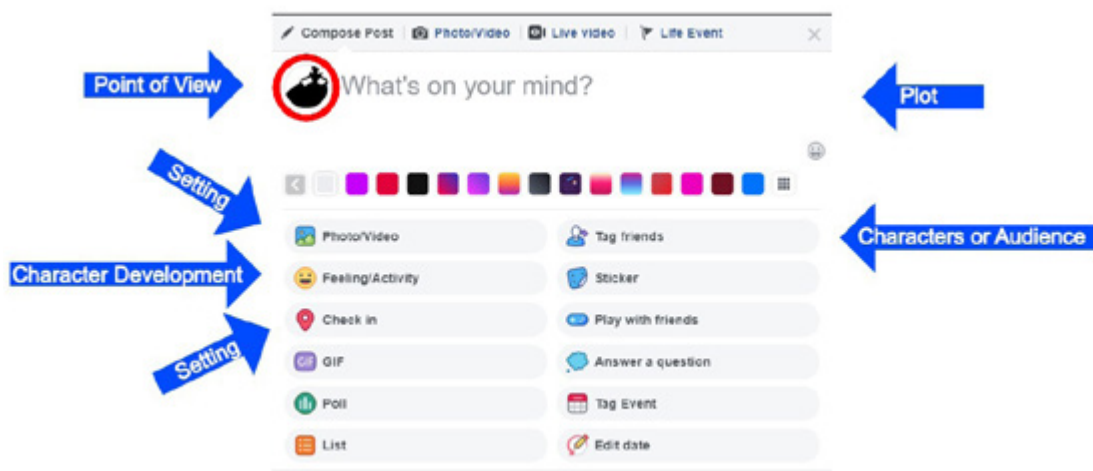 Compose Post Photo/Video Live video Life Event
Point of View
What's on your mind?
Plot
Setting
Photo/Video Tag friends
Characters or Audience
Character Development
Feeling/Activity Sticker
Check in Play with friends
Setting
GIF GIF Answer a question
Poll Tag Event
List Edit date